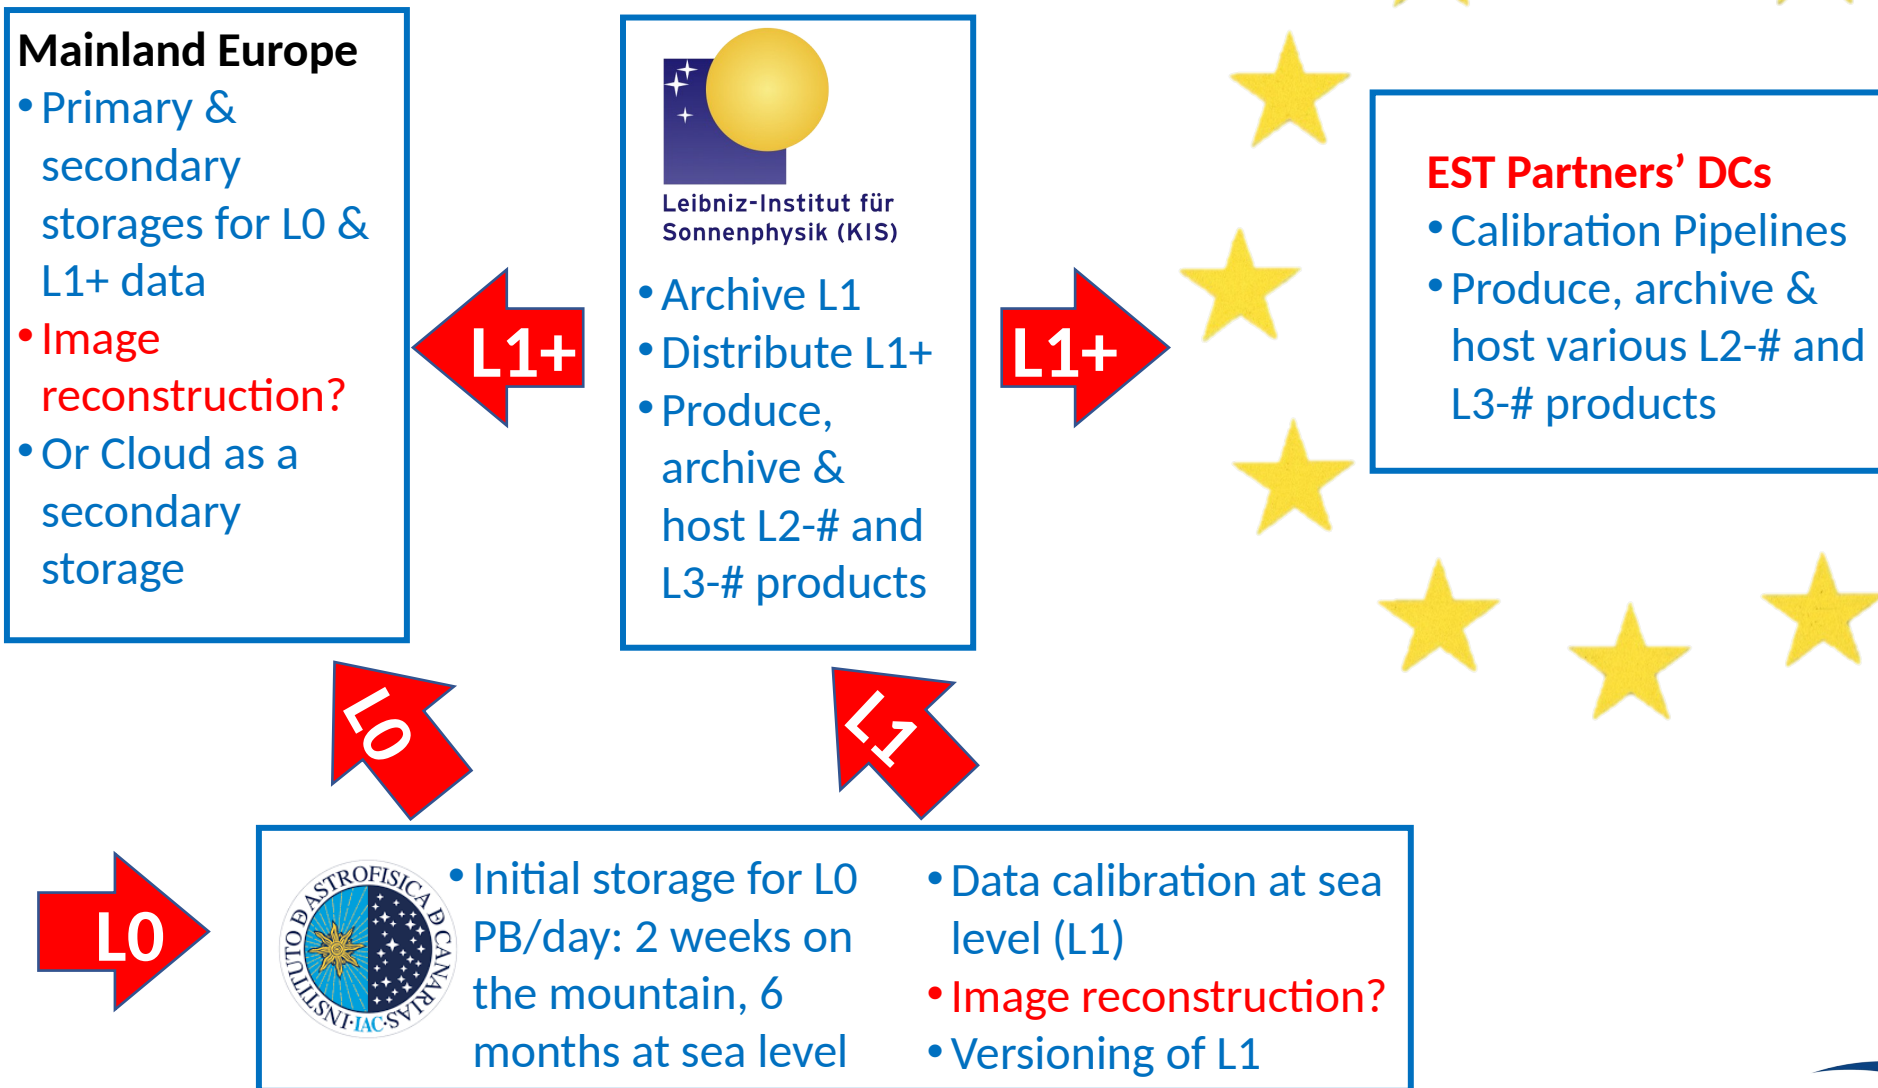 Mainland Europe
• Primary &
secondary
storages for L0 &
L1+ data
• Image
reconstruction?
• Or Cloud as a
secondary
storage
L1+
Leibniz-Institut für
Sonnenphysik (KIS)
• Archive L1
• Distribute L1+
• Produce,
archive &
host L2-# and
L3-# products
L1+
EST Partners’ DCs
• Calibration Pipelines
• Produce, archive &
host various L2-# and
L3-# products
L0
L1
L0
INSTITUTO Đ ASTROFISICA Đ CANARIAS
·IAC·
• Initial storage for L0
PB/day: 2 weeks on
the mountain, 6
months at sea level
• Data calibration at sea
level (L1)
• Image reconstruction?
• Versioning of L1